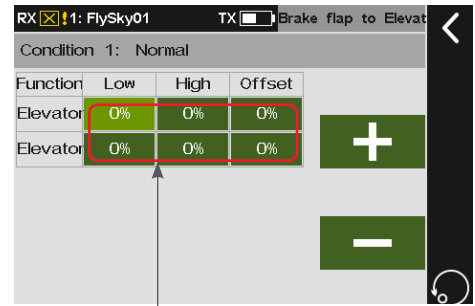 RX !1: FlySky01 TX Brake flap to Elevat
Condition 1: Normal
Function Low High Offset
Elevator 0% 0% 0%
Elevator 0% 0% 0%